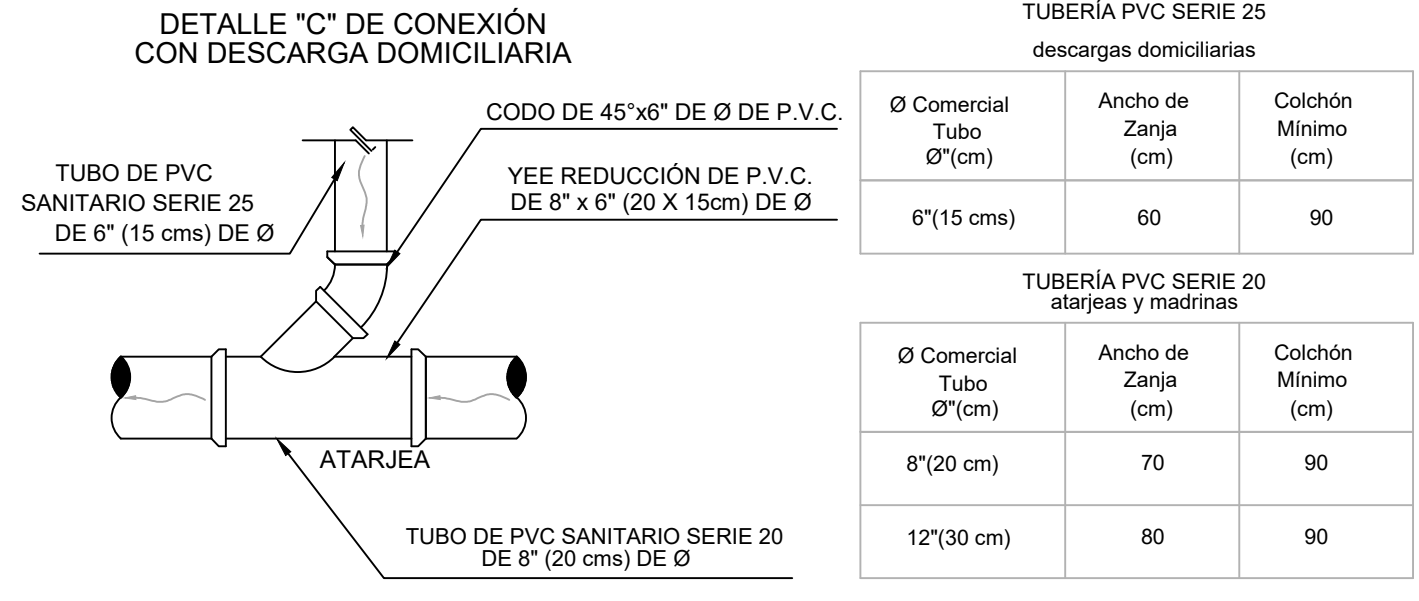 DETALLE "C" DE CONEXIÓN
CON DESCARGA DOMICILIARIA
CODO DE 45°x6" DE Ø DE P.V.C.
TUBO DE PVC
SANITARIO SERIE 25
DE 6" (15 cms) DE Ø
YEE REDUCCIÓN DE P.V.C.
DE 8" x 6" (20 X 15cm) DE Ø
ATARJEA
TUBO DE PVC SANITARIO SERIE 20
DE 8" (20 cms) DE Ø
TUBERÍA PVC SERIE 25
descargas domiciliarias
Ø Comercial
Tubo
Ø"(cm)
Ancho de
Zanja
(cm)
Colchón
Mínimo
(cm)
6"(15 cms) 60 90
TUBERÍA PVC SERIE 20
atarjeas y madrinas
Ø Comercial
Tubo
Ø"(cm)
Ancho de
Zanja
(cm)
Colchón
Mínimo
(cm)
8"(20 cm) 70 90
12"(30 cm) 80 90